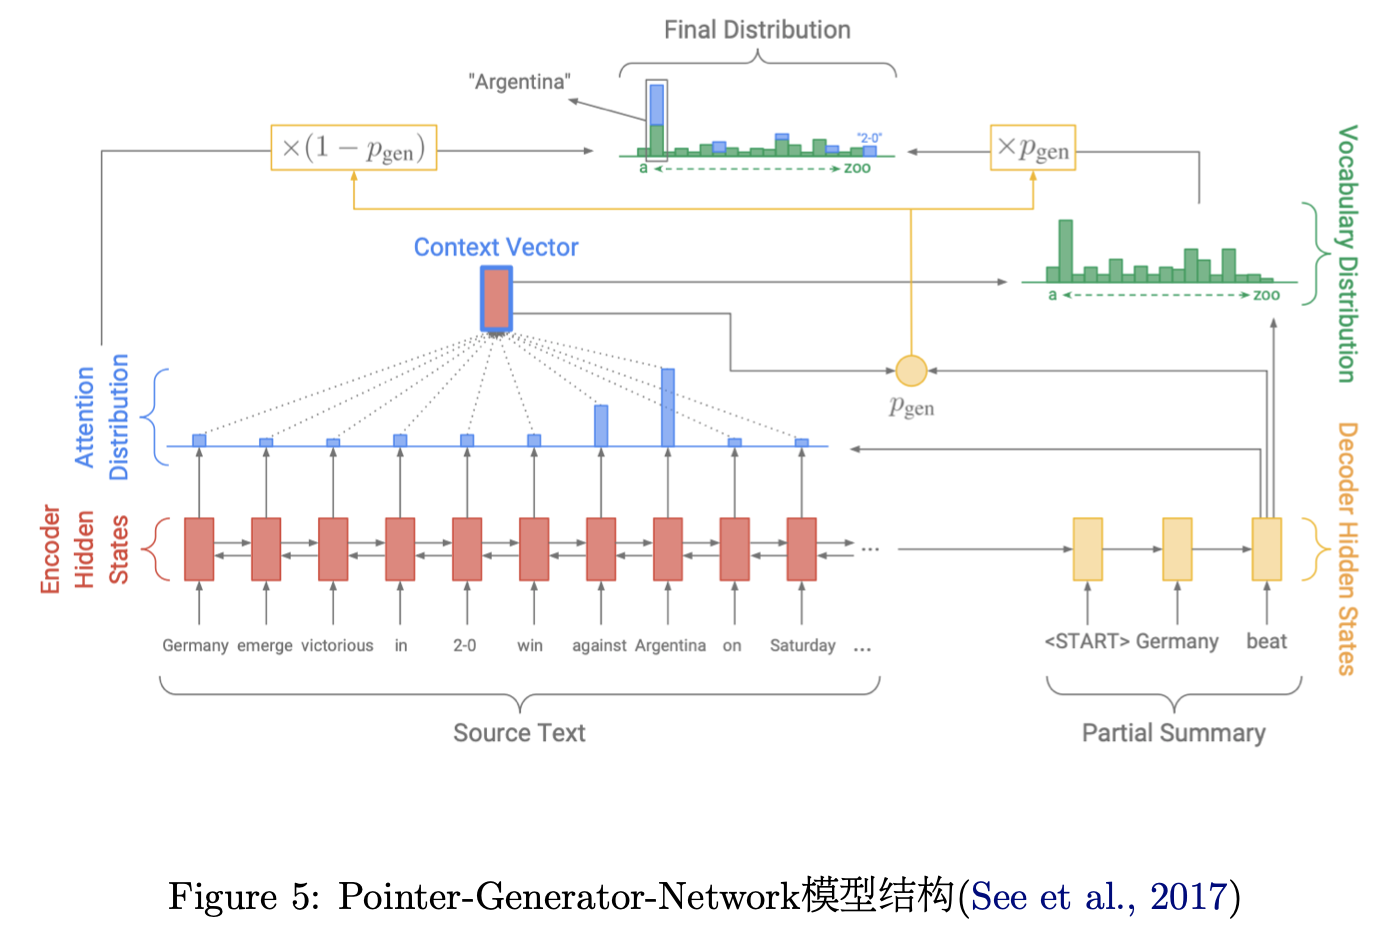 Final Distribution
"Argentina"
×(1 − p_gen)
"2-0"
×p_gen
a
zoo
Context Vector
Vocabulary Distribution
a
zoo
Attention
Distribution
p_gen
Encoder
Hidden
States
...
Decoder Hidden States
Germany emerge victorious in 2-0 win against Argentina on Saturday ...
<START> Germany beat
Source Text
Partial Summary
Figure 5: Pointer-Generator-Network模型结构(See et al., 2017)